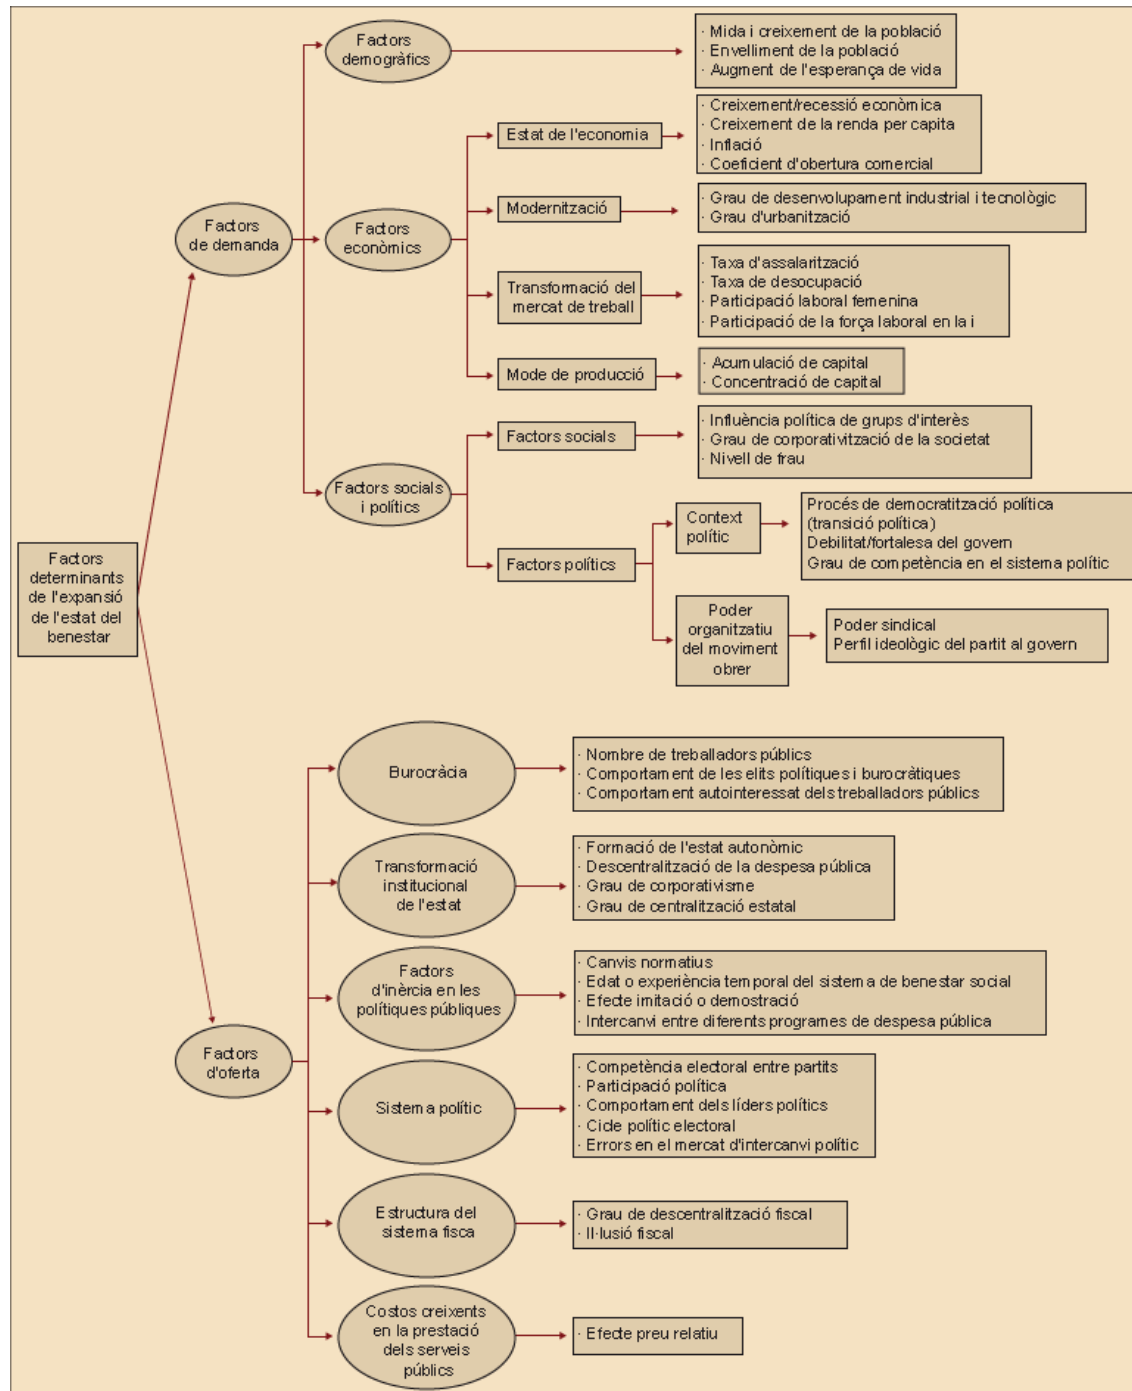 Factors
determinants
de l'expansió
de l'estat del
benestar
Factors
de demanda
Factors
demogràfics
· Mida i creixement de la població
· Envelliment de la població
· Augment de l'esperança de vida
Factors
econòmics
Estat de l'economia
· Creixement/recessió econòmica
· Creixement de la renda per capita
· Inflació
· Coeficient d'obertura comercial
Modernització
· Grau de desenvolupament industrial i tecnològic
· Grau d'urbanització
Transformació del
mercat de treball
· Taxa d'assalarització
· Taxa de desocupació
· Participació laboral femenina
· Participació de la força laboral en la i
Mode de producció
· Acumulació de capital
· Concentració de capital
Factors socials
i polítics
Factors socials
· Influència política de grups d'interès
· Grau de corporativització de la societat
· Nivell de frau
Factors polítics
Context
polític
Procés de democratització política
(transició política)
Debilitat/fortalesa del govern
Grau de competència en el sistema polític
Poder
organitzatiu
del moviment
obrer
Poder sindical
Perfil ideològic del partit al govern
Factors
d'oferta
Burocràcia
· Nombre de treballadors públics
· Comportament de les elits polítiques i burocràtiques
· Comportament autointeressat dels treballadors públics
Transformació
institucional
de l'estat
· Formació de l'estat autonòmic
· Descentralització de la despesa pública
· Grau de corporativisme
· Grau de centralització estatal
Factors
d'inèrcia en les
polítiques públiques
· Canvis normatius
· Edat o experiència temporal del sistema de benestar social
· Efecte imitació o demostració
· Intercanvi entre diferents programes de despesa pública
Sistema polític
· Competència electoral entre partits
· Participació política
· Comportament dels líders polítics
· Cicle polític electoral
· Errors en el mercat d'intercanvi polític
Estructura del
sistema fisca
· Grau de descentralització fiscal
· Il·lusió fiscal
Costos creixents
en la prestació
dels serveis
públics
· Efecte preu relatiu